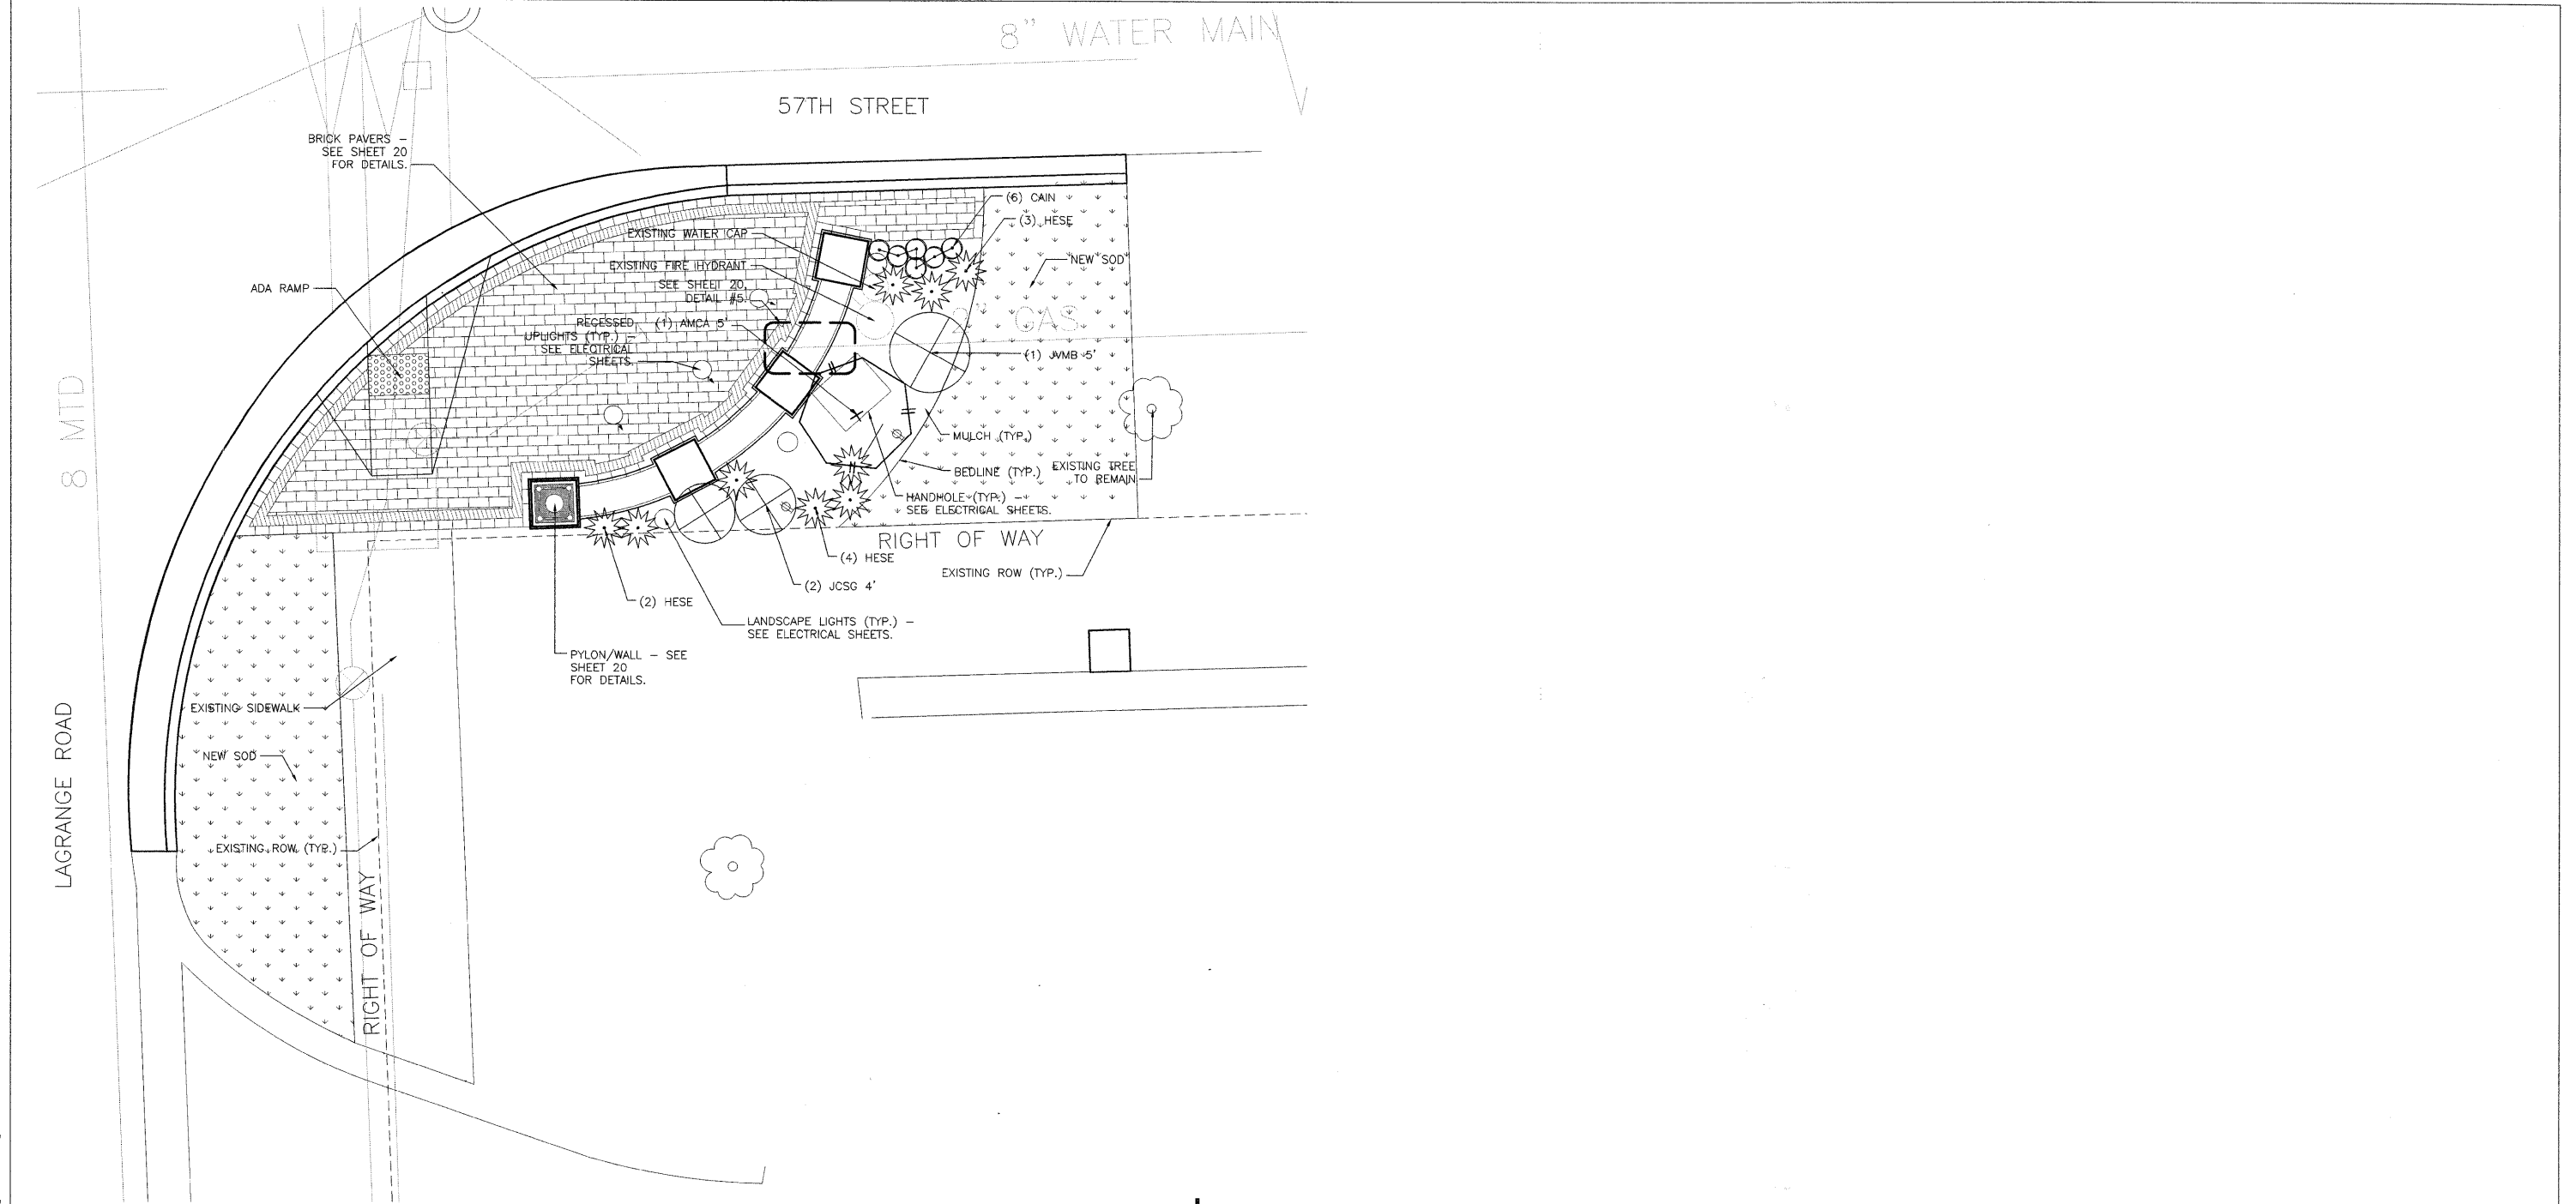 8" WATER MAIN
57TH STREET
BRICK PAVERS –
SEE SHEET 20
FOR DETAILS.
(6) CAIN
(3) HESE
EXISTING WATER CAP
EXISTING FIRE HYDRANT
NEW SOD
SEE SHEET 20,
DETAIL #5.
ADA RAMP
2" GAS
RECESSED
UPLIGHTS (TYP.) –
SEE ELECTRICAL
SHEETS.
(1) AMCA 5'
(1) JVMB 5'
8 MTD
MULCH (TYP.)
BEDLINE (TYP.)
EXISTING TREE
TO REMAIN
HANDHOLE (TYP.) –
SEE ELECTRICAL SHEETS.
RIGHT OF WAY
(4) HESE
EXISTING ROW (TYP.)
(2) JCSG 4'
(2) HESE
LANDSCAPE LIGHTS (TYP.) –
SEE ELECTRICAL SHEETS.
PYLON/WALL – SEE
SHEET 20
FOR DETAILS.
EXISTING SIDEWALK
LAGRANGE ROAD
NEW SOD
EXISTING ROW (TYP.)
RIGHT OF WAY